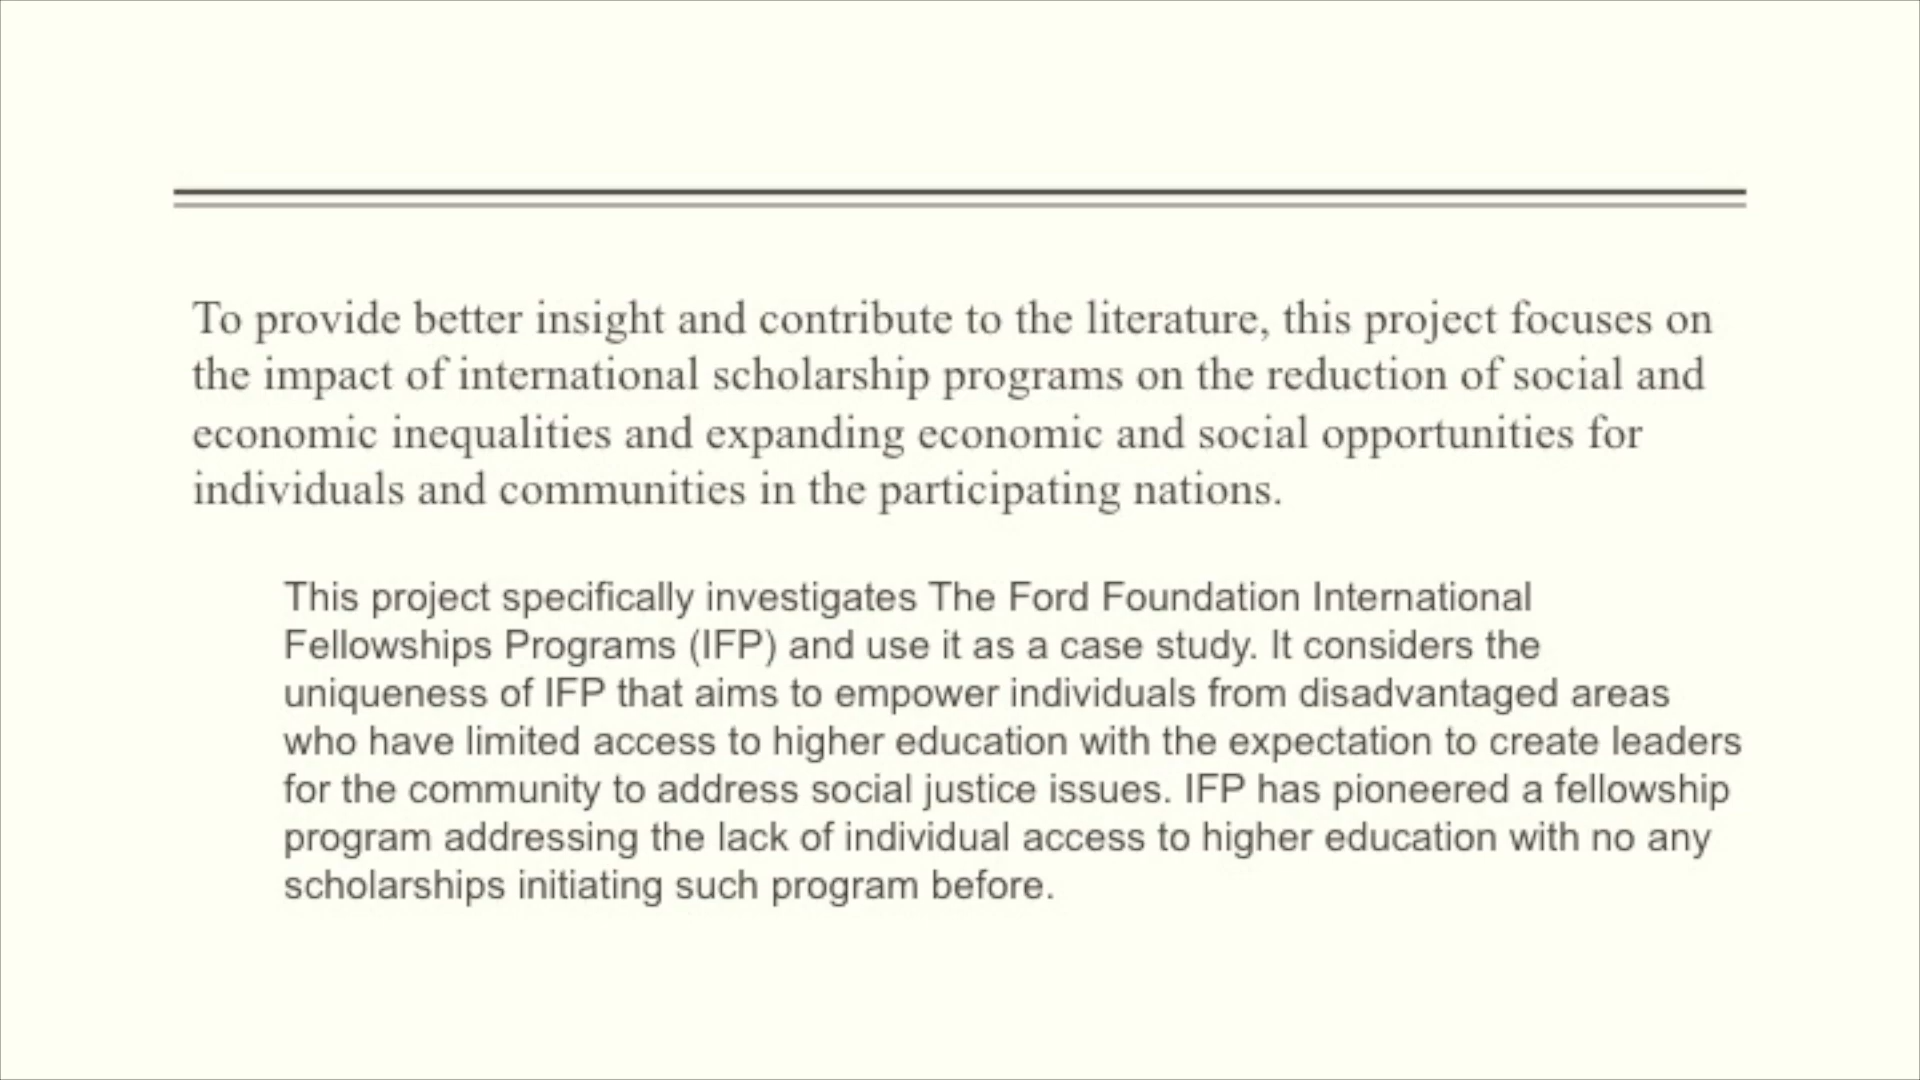 To provide better insight and contribute to the literature, this project focuses on
the impact of international scholarship programs on the reduction of social and
economic inequalities and expanding economic and social opportunities for
individuals and communities in the participating nations.
This project specifically investigates The Ford Foundation International
Fellowships Programs (IFP) and use it as a case study. It considers the
uniqueness of IFP that aims to empower individuals from disadvantaged areas
who have limited access to higher education with the expectation to create leaders
for the community to address social justice issues. IFP has pioneered a fellowship
program addressing the lack of individual access to higher education with no any
scholarships initiating such program before.